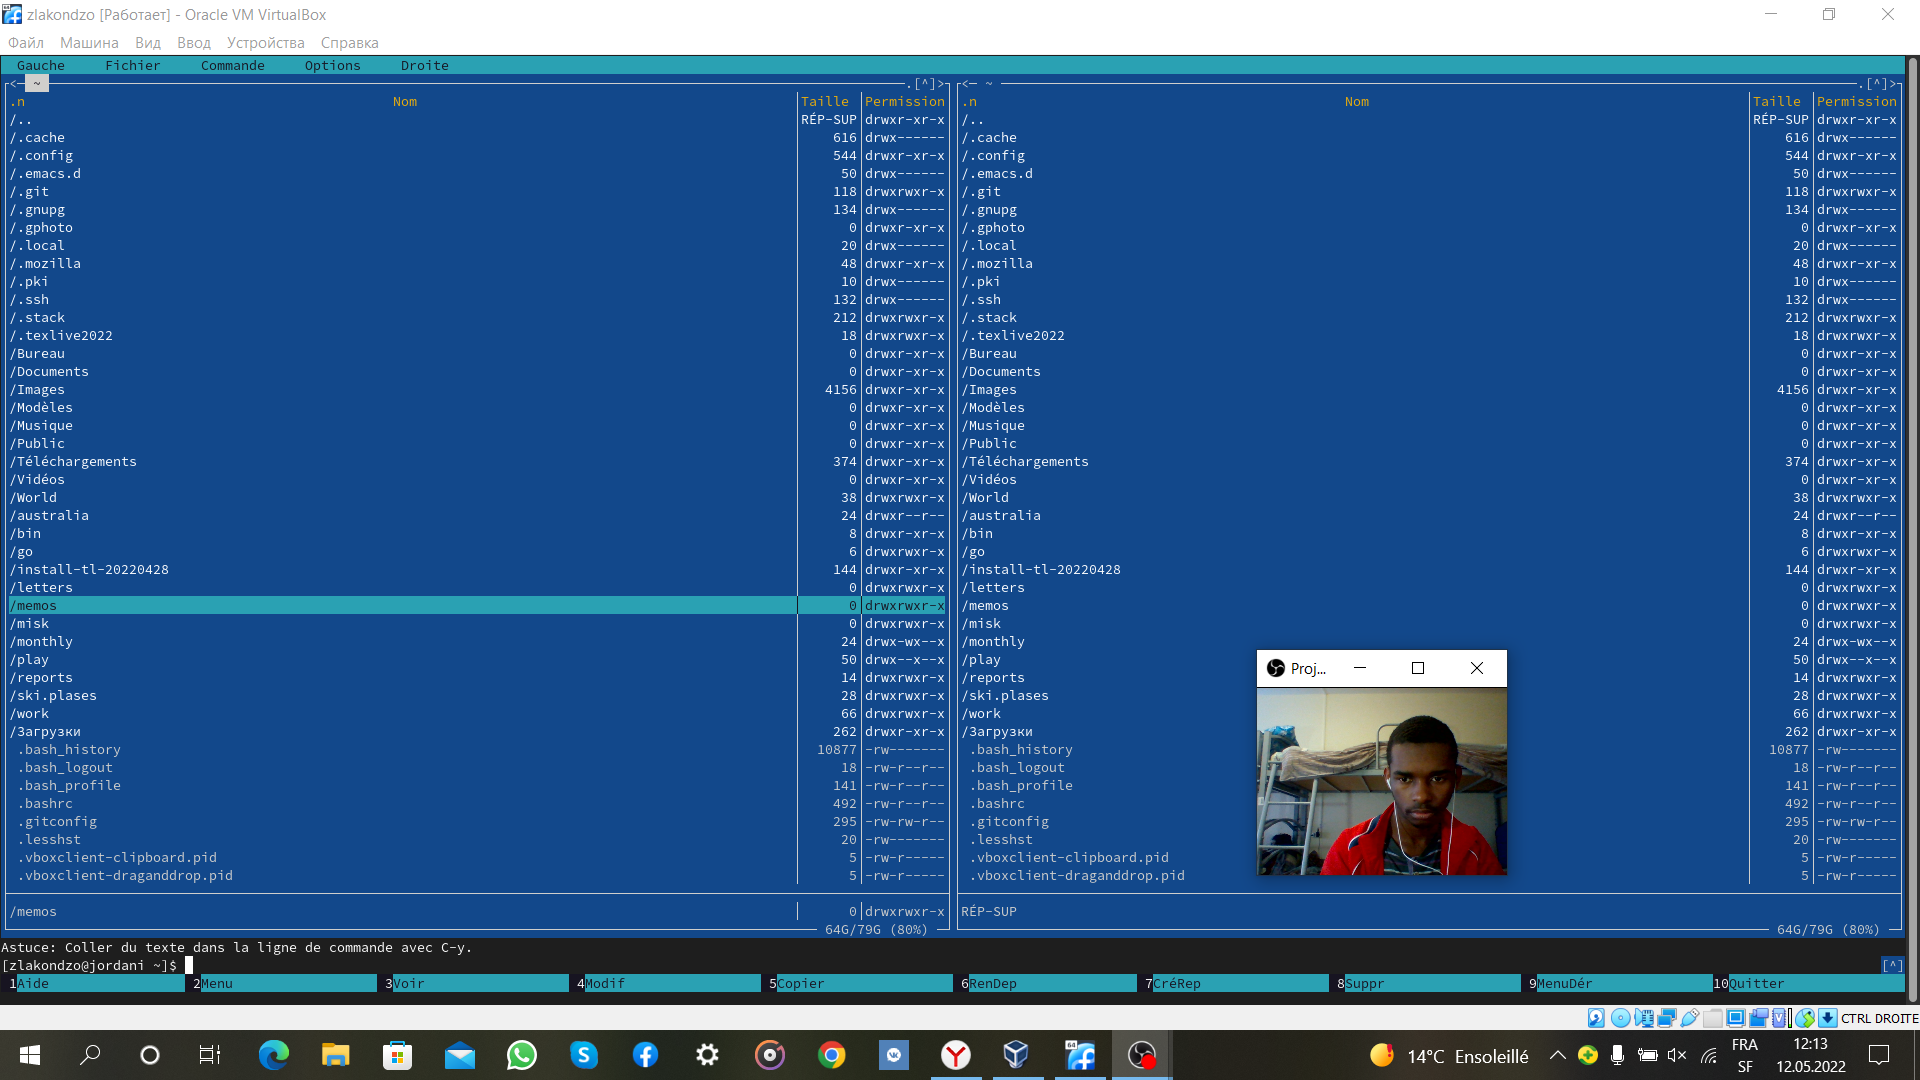 zlakondzo [Работает] - Oracle VM VirtualBox
Файл Машина Вид Ввод Устройства Справка
Gauche Fichier Commande Options Droite
<─ ~ .[^]> <─ ~ .[^]>
.n Nom Taille Permission .n Nom Taille Permission
/.. RÉP-SUP drwxr-xr-x /.. RÉP-SUP drwxr-xr-x
/.cache 616 drwx------ /.cache 616 drwx------
/.config 544 drwxr-xr-x /.config 544 drwxr-xr-x
/.emacs.d 50 drwx------ /.emacs.d 50 drwx------
/.git 118 drwxrwxr-x /.git 118 drwxrwxr-x
/.gnupg 134 drwx------ /.gnupg 134 drwx------
/.gphoto 0 drwxr-xr-x /.gphoto 0 drwxr-xr-x
/.local 20 drwx------ /.local 20 drwx------
/.mozilla 48 drwxr-xr-x /.mozilla 48 drwxr-xr-x
/.pki 10 drwx------ /.pki 10 drwx------
/.ssh 132 drwx------ /.ssh 132 drwx------
/.stack 212 drwxrwxr-x /.stack 212 drwxrwxr-x
/.texlive2022 18 drwxrwxr-x /.texlive2022 18 drwxrwxr-x
/Bureau 0 drwxr-xr-x /Bureau 0 drwxr-xr-x
/Documents 0 drwxr-xr-x /Documents 0 drwxr-xr-x
/Images 4156 drwxr-xr-x /Images 4156 drwxr-xr-x
/Modèles 0 drwxr-xr-x /Modèles 0 drwxr-xr-x
/Musique 0 drwxr-xr-x /Musique 0 drwxr-xr-x
/Public 0 drwxr-xr-x /Public 0 drwxr-xr-x
/Téléchargements 374 drwxr-xr-x /Téléchargements 374 drwxr-xr-x
/Vidéos 0 drwxr-xr-x /Vidéos 0 drwxr-xr-x
/World 38 drwxrwxr-x /World 38 drwxrwxr-x
/australia 24 drwxr--r-- /australia 24 drwxr--r--
/bin 8 drwxr-xr-x /bin 8 drwxr-xr-x
/go 6 drwxrwxr-x /go 6 drwxrwxr-x
/install-tl-20220428 144 drwxr-xr-x /install-tl-20220428 144 drwxr-xr-x
/letters 0 drwxrwxr-x /letters 0 drwxrwxr-x
/memos 0 drwxrwxr-x /memos 0 drwxrwxr-x
/misk 0 drwxrwxr-x /misk 0 drwxrwxr-x
/monthly 24 drwx-wx--x /monthly 24 drwx-wx--x
/play 50 drwx--x--x /play 50 drwx--x--x
/reports 14 drwxrwxr-x /reports 14 drwxrwxr-x
/ski.plases 28 drwxrwxr-x /ski.plases 28 drwxrwxr-x
/work 66 drwxrwxr-x /work 66 drwxrwxr-x
/Загрузки 262 drwxr-xr-x /Загрузки 262 drwxr-xr-x
.bash_history 10877 -rw------- .bash_history 10877 -rw-------
.bash_logout 18 -rw-r--r-- .bash_logout 18 -rw-r--r--
.bash_profile 141 -rw-r--r-- .bash_profile 141 -rw-r--r--
.bashrc 492 -rw-r--r-- .bashrc 492 -rw-r--r--
.gitconfig 295 -rw-rw-r-- .gitconfig 295 -rw-rw-r--
.lesshst 20 -rw------- .lesshst 20 -rw-------
.vboxclient-clipboard.pid 5 -rw-r----- .vboxclient-clipboard.pid 5 -rw-r-----
.vboxclient-draganddrop.pid 5 -rw-r----- .vboxclient-draganddrop.pid 5 -rw-r-----
/memos 0 drwxrwxr-x RÉP-SUP
64G/79G (80%) 64G/79G (80%)
Proj...
Astuce: Coller du texte dans la ligne de commande avec C-y.
[zlakondzo@jordani ~]$ [^]
1Aide 2Menu 3Voir 4Modif 5Copier 6RenDep 7CréRep 8Suppr 9MenuDér 10Quitter
CTRL DROITE
14°C Ensoleillé FRA 12:13
SF 12.05.2022